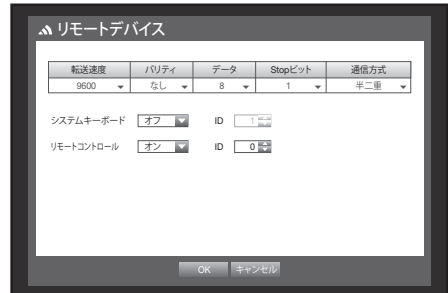 リモートデバイス
転送速度 パリティ データ Stopビット 通信方式
9600 なし 8 1 半二重
システムキーボード オフ ID 1
リモートコントロール オン ID 0
OK キャンセル